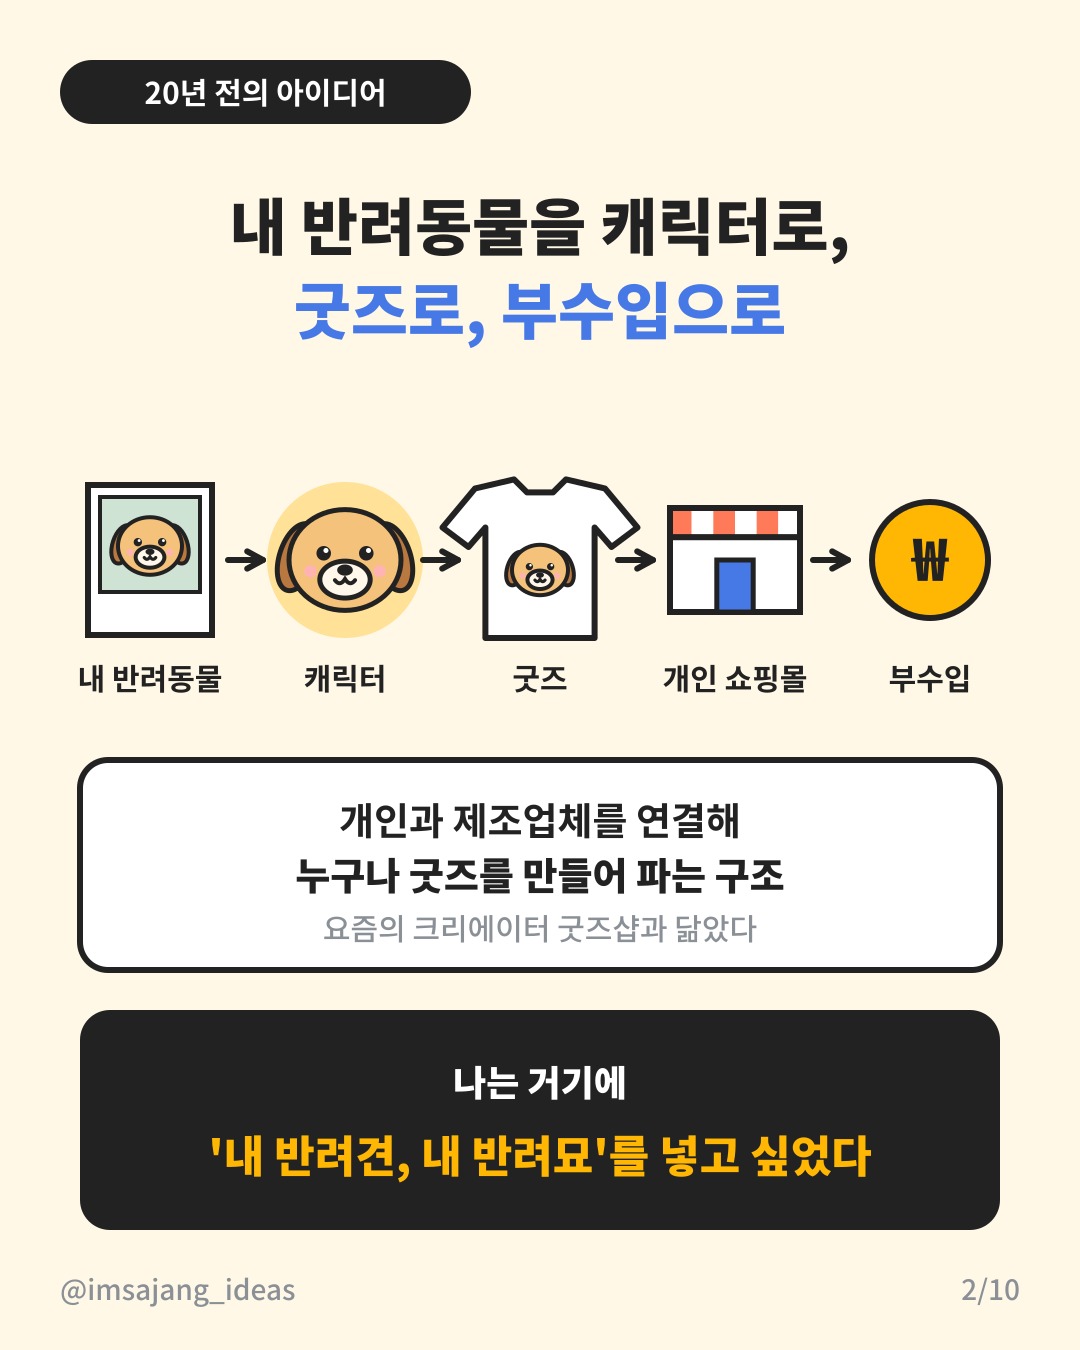 20년 전의 아이디어
내 반려동물을 캐릭터로,
굿즈로, 부수입으로
₩
내 반려동물 캐릭터 굿즈 개인 쇼핑몰 부수입
개인과 제조업체를 연결해
누구나 굿즈를 만들어 파는 구조
요즘의 크리에이터 굿즈샵과 닮았다
나는 거기에
'내 반려견, 내 반려묘'를 넣고 싶었다
@imsajang_ideas
2/10